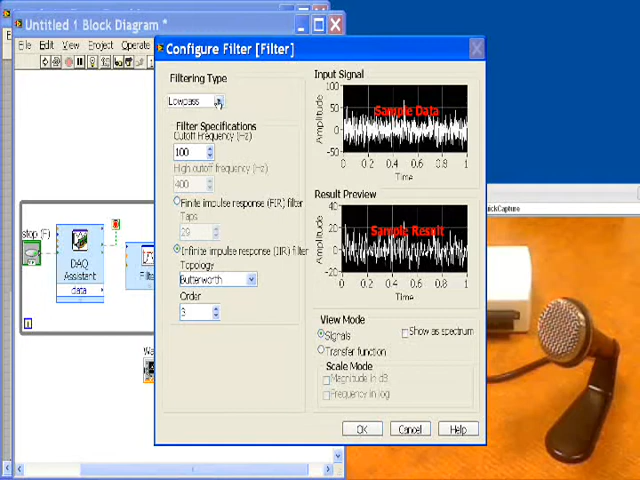 Untitled 1 Block Diagram *
File Edit View Project Operate
stop (F)
DAQ
Assistant
data
Configure Filter [Filter]
Filtering Type
Lowpass
Filter Specifications
Cutoff Frequency (Hz)
100
High cutoff frequency (Hz)
400
Finite impulse response (FIR) filter
Taps
29
Infinite impulse response (IIR) filter
Topology
Butterworth
Order
3
Input Signal
Amplitude
100
50
0
-50
Sample Data
0 0.2 0.4 0.6 0.8 1
Time
Result Preview
Amplitude
40
20
0
-20
Sample Result
0 0.2 0.4 0.6 0.8 1
Time
View Mode
Signals
Show as spectrum
Transfer function
Scale Mode
Magnitude in dB
Frequency in log
OK Cancel Help
uickCapture